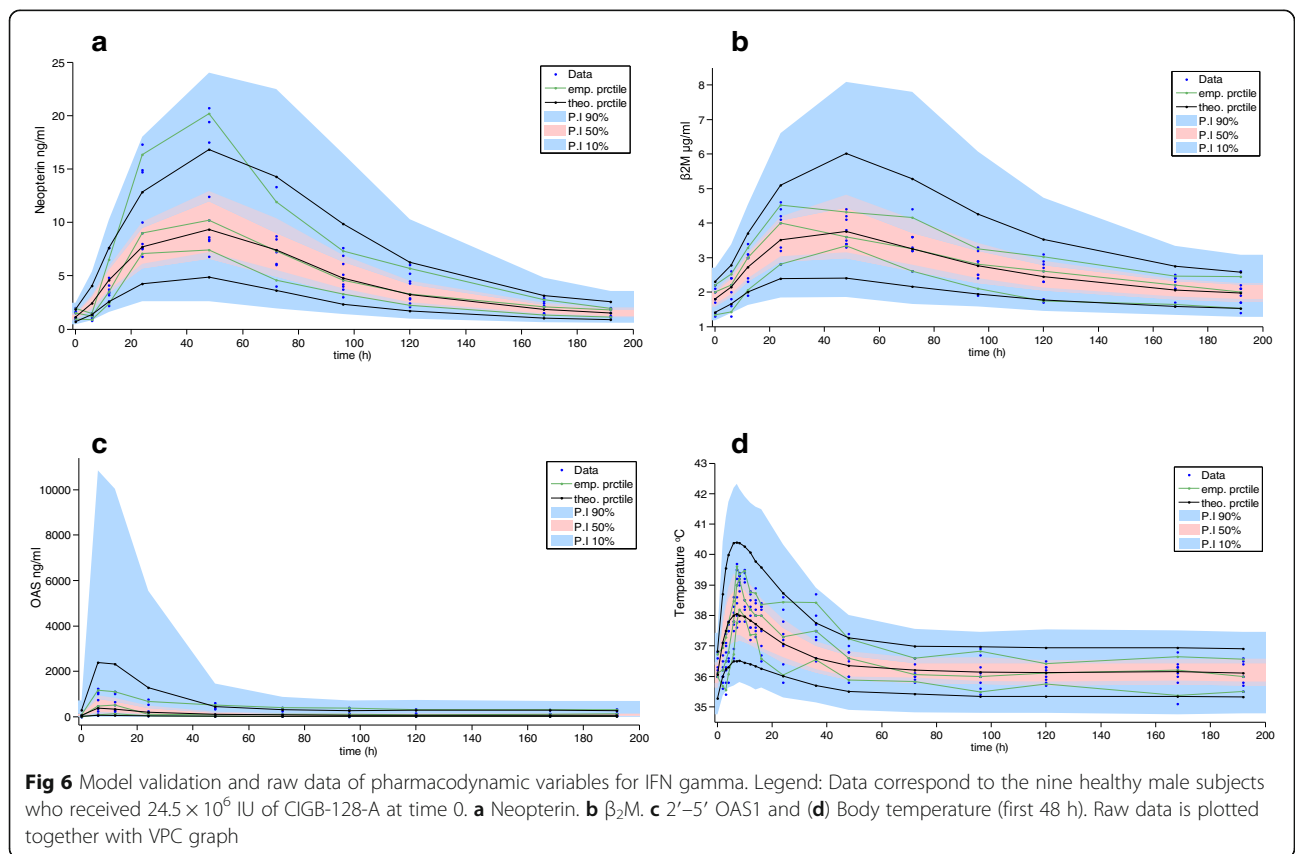 a
Neopterin ng/ml
25
20
15
10
5
0
0 20 40 60 80 100 120 140 160 180 200
time (h)
Data
emp. prctile
theo. prctile
P.I 90%
P.I 50%
P.I 10%
b
β2M µg/ml
8
7
6
5
4
3
2
1
0 20 40 60 80 100 120 140 160 180 200
time (h)
Data
emp. prctile
theo. prctile
P.I 90%
P.I 50%
P.I 10%
c
OAS ng/ml
10000
8000
6000
4000
2000
0
0 20 40 60 80 100 120 140 160 180 200
time (h)
Data
emp. prctile
theo. prctile
P.I 90%
P.I 50%
P.I 10%
d
Temperature ºC
43
42
41
40
39
38
37
36
35
0 20 40 60 80 100 120 140 160 180 200
time (h)
Data
emp. prctile
theo. prctile
P.I 90%
P.I 50%
P.I 10%
Fig 6 Model validation and raw data of pharmacodynamic variables for IFN gamma. Legend: Data correspond to the nine healthy male subjects
who received 24.5 × 10⁶ IU of CIGB-128-A at time 0. a Neopterin. b β₂M. c 2′–5′ OAS1 and (d) Body temperature (first 48 h). Raw data is plotted
together with VPC graph